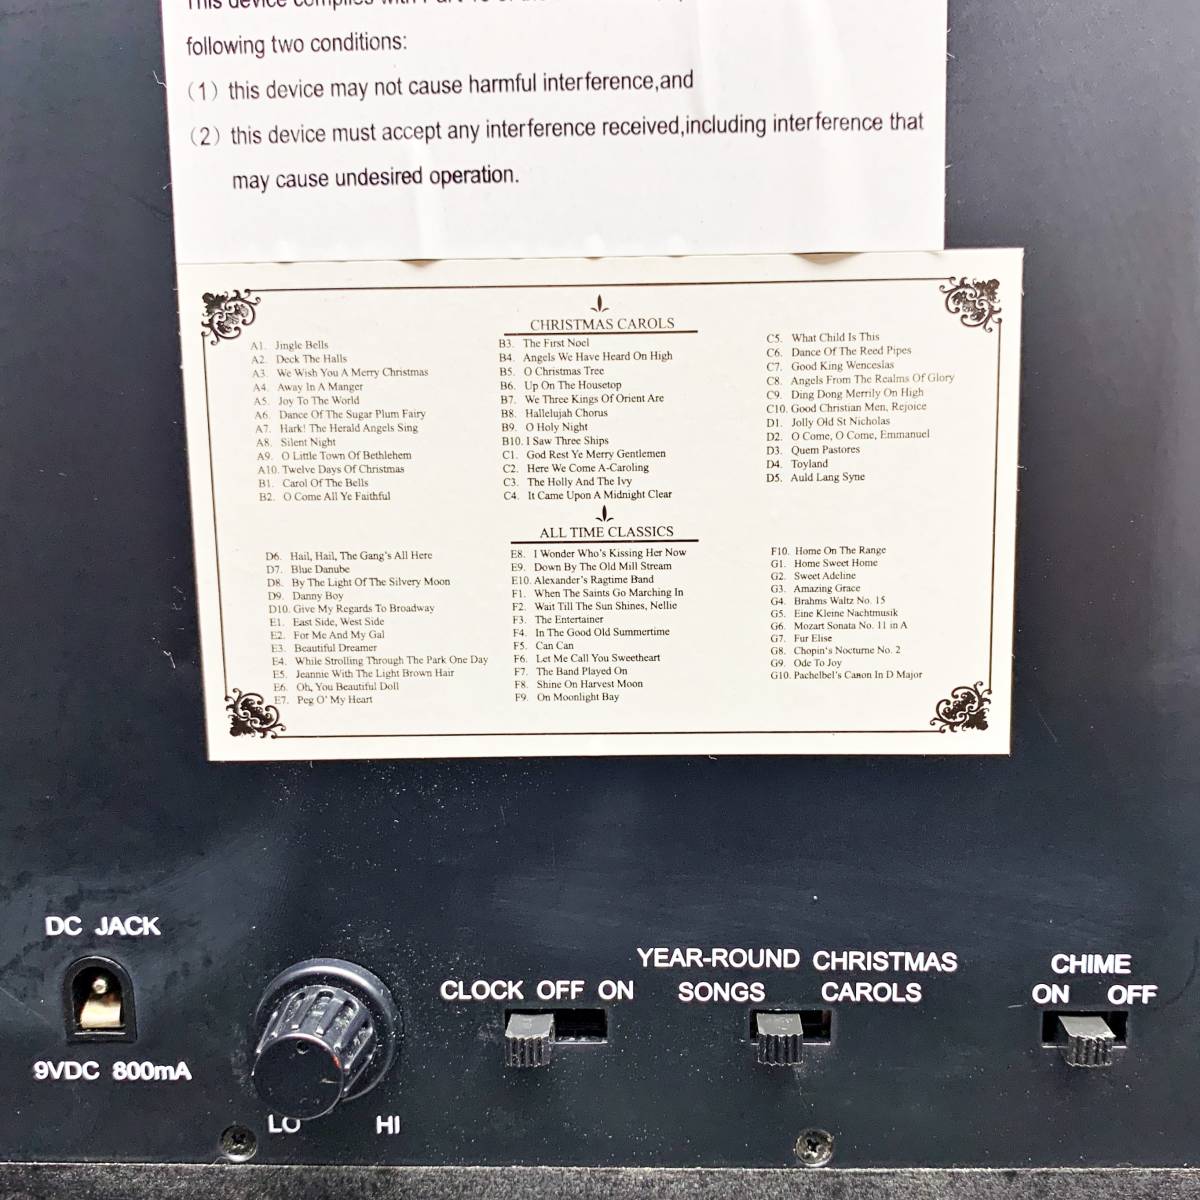 This device complies with Part 15 of the
following two conditions:
(1) this device may not cause harmful interference,and
(2) this device must accept any interference received,including interference that
may cause undesired operation.
CHRISTMAS CAROLS
A1. Jingle Bells
A2. Deck The Halls
A3. We Wish You A Merry Christmas
A4. Away In A Manger
A5. Joy To The World
A6. Dance Of The Sugar Plum Fairy
A7. Hark! The Herald Angels Sing
A8. Silent Night
A9. O Little Town Of Bethlehem
A10. Twelve Days Of Christmas
B1. Carol Of The Bells
B2. O Come All Ye Faithful
B3. The First Noel
B4. Angels We Have Heard On High
B5. O Christmas Tree
B6. Up On The Housetop
B7. We Three Kings Of Orient Are
B8. Hallelujah Chorus
B9. O Holy Night
B10. I Saw Three Ships
C1. God Rest Ye Merry Gentlemen
C2. Here We Come A-Caroling
C3. The Holly And The Ivy
C4. It Came Upon A Midnight Clear
C5. What Child Is This
C6. Dance Of The Reed Pipes
C7. Good King Wenceslas
C8. Angels From The Realms Of Glory
C9. Ding Dong Merrily On High
C10. Good Christian Men, Rejoice
D1. Jolly Old St Nicholas
D2. O Come, O Come, Emmanuel
D3. Quem Pastores
D4. Toyland
D5. Auld Lang Syne
ALL TIME CLASSICS
D6. Hail, Hail, The Gang's All Here
D7. Blue Danube
D8. By The Light Of The Silvery Moon
D9. Danny Boy
D10. Give My Regards To Broadway
E1. East Side, West Side
E2. For Me And My Gal
E3. Beautiful Dreamer
E4. While Strolling Through The Park One Day
E5. Jeannie With The Light Brown Hair
E6. Oh, You Beautiful Doll
E7. Peg O' My Heart
E8. I Wonder Who's Kissing Her Now
E9. Down By The Old Mill Stream
E10. Alexander's Ragtime Band
F1. When The Saints Go Marching In
F2. Wait Till The Sun Shines, Nellie
F3. The Entertainer
F4. In The Good Old Summertime
F5. Can Can
F6. Let Me Call You Sweetheart
F7. The Band Played On
F8. Shine On Harvest Moon
F9. On Moonlight Bay
F10. Home On The Range
G1. Home Sweet Home
G2. Sweet Adeline
G3. Amazing Grace
G4. Brahms Waltz No. 15
G5. Eine Kleine Nachtmusik
G6. Mozart Sonata No. 11 in A
G7. Fur Elise
G8. Chopin's Nocturne No. 2
G9. Ode To Joy
G10. Pachelbel's Canon In D Major
DC JACK
9VDC 800mA
LO HI
CLOCK OFF ON
YEAR-ROUND SONGS
CHRISTMAS CAROLS
CHIME
ON OFF